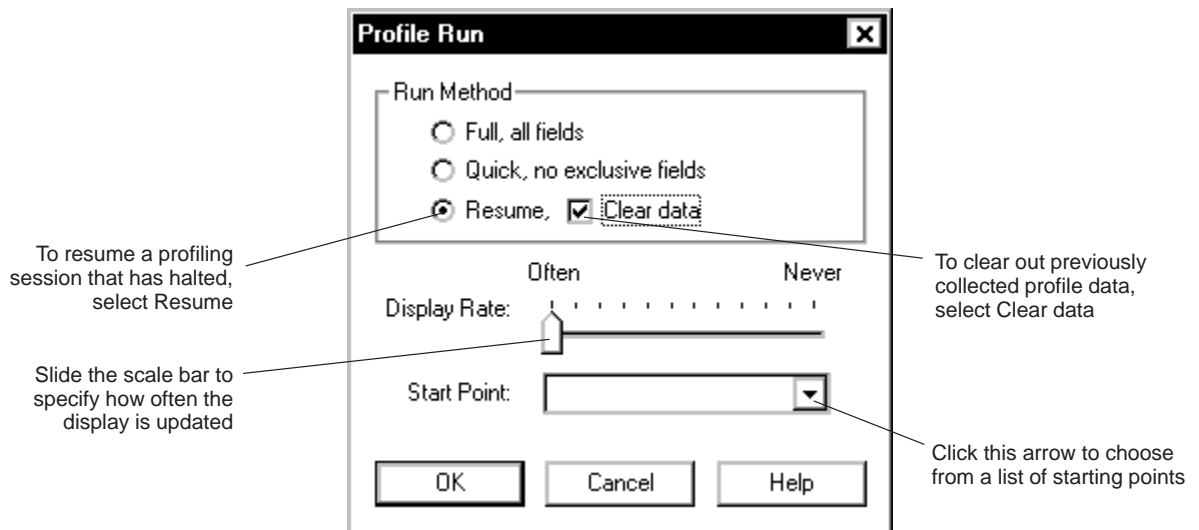 Profile Run
Run Method
Full, all fields
Quick, no exclusive fields
Resume, Clear data
To resume a profiling
session that has halted,
select Resume
To clear out previously
collected profile data,
select Clear data
Often Never
Display Rate:
Slide the scale bar to
specify how often the
display is updated
Start Point:
Click this arrow to choose
from a list of starting points
OK Cancel Help